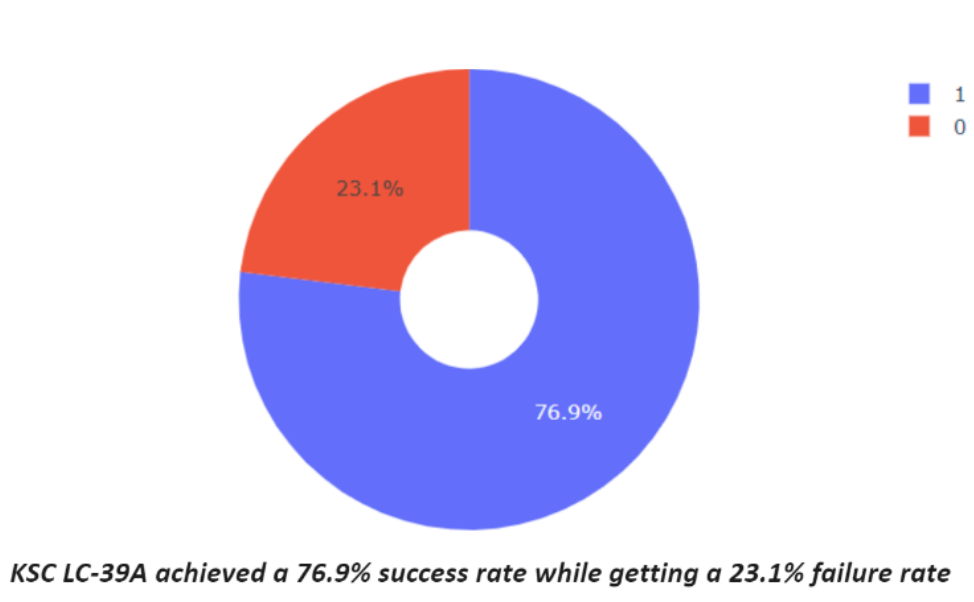 1
0
23.1%
76.9%
KSC LC-39A achieved a 76.9% success rate while getting a 23.1% failure rate